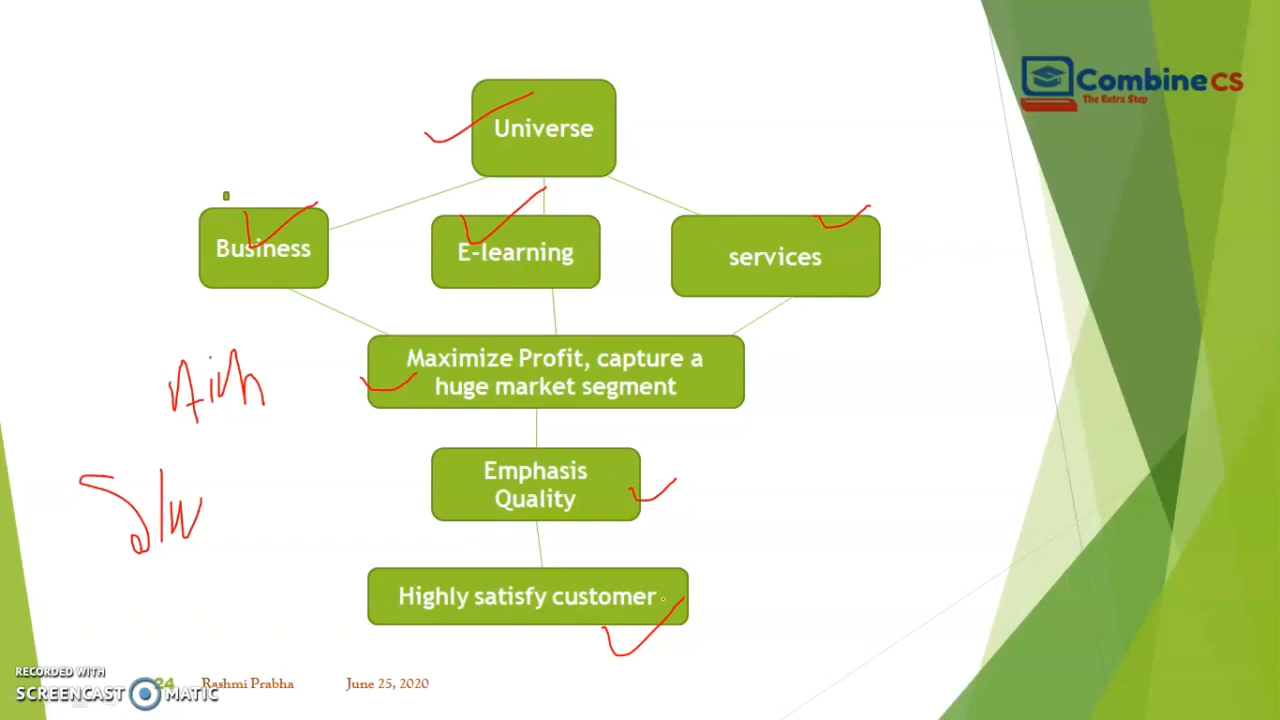 Combine CS
The Extra Step
Universe
Business
E-learning
services
Maximize Profit, capture a
huge market segment
Emphasis
Quality
Highly satisfy customer
S/W
RECORDED WITH
SCREENCAST MATIC
24
Rashmi Prabha
June 25, 2020